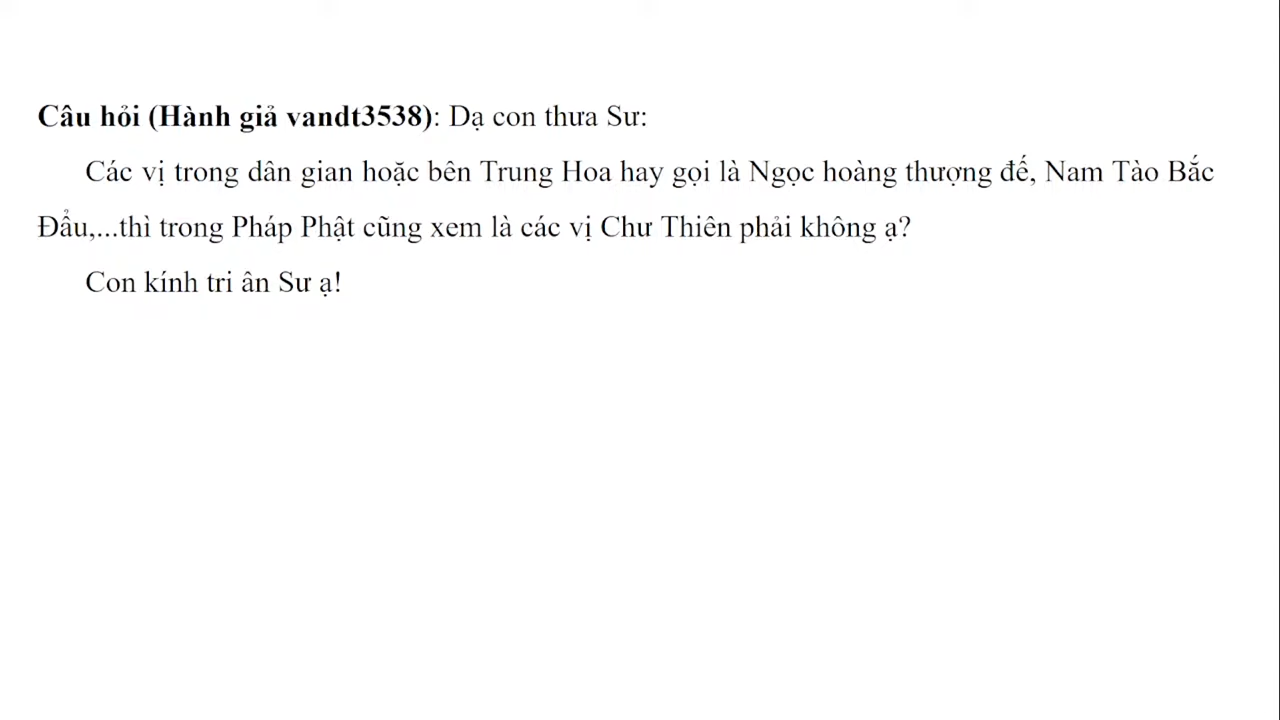 Câu hỏi (Hành giả vandt3538): Dạ con thưa Sư:
Các vị trong dân gian hoặc bên Trung Hoa hay gọi là Ngọc hoàng thượng đế, Nam Tào Bắc
Đẩu,...thì trong Pháp Phật cũng xem là các vị Chư Thiên phải không ạ?
Con kính tri ân Sư ạ!